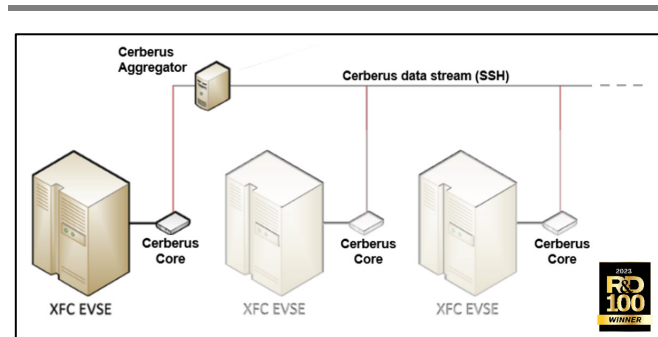 Cerberus
Aggregator
Cerberus data stream (SSH)
Cerberus
Core
Cerberus
Core
Cerberus
Core
XFC EVSE
XFC EVSE
XFC EVSE
2023
R&D
100
WINNER